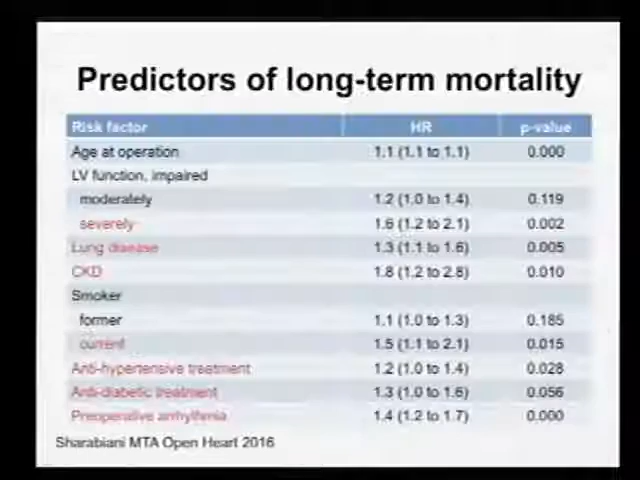 Predictors of long-term mortality
Risk factor HR p-value
Age at operation 1.1 (1.1 to 1.1) 0.000
LV function, impaired
moderately 1.2 (1.0 to 1.4) 0.119
severely 1.6 (1.2 to 2.1) 0.002
Lung disease 1.3 (1.1 to 1.6) 0.005
CKD 1.8 (1.2 to 2.8) 0.010
Smoker
former 1.1 (1.0 to 1.3) 0.185
current 1.5 (1.1 to 2.1) 0.015
Anti-hypertensive treatment 1.2 (1.0 to 1.4) 0.028
Anti-diabetic treatment 1.3 (1.0 to 1.6) 0.056
Preoperative arrhythmia 1.4 (1.2 to 1.7) 0.000
Sharabiani MTA Open Heart 2016